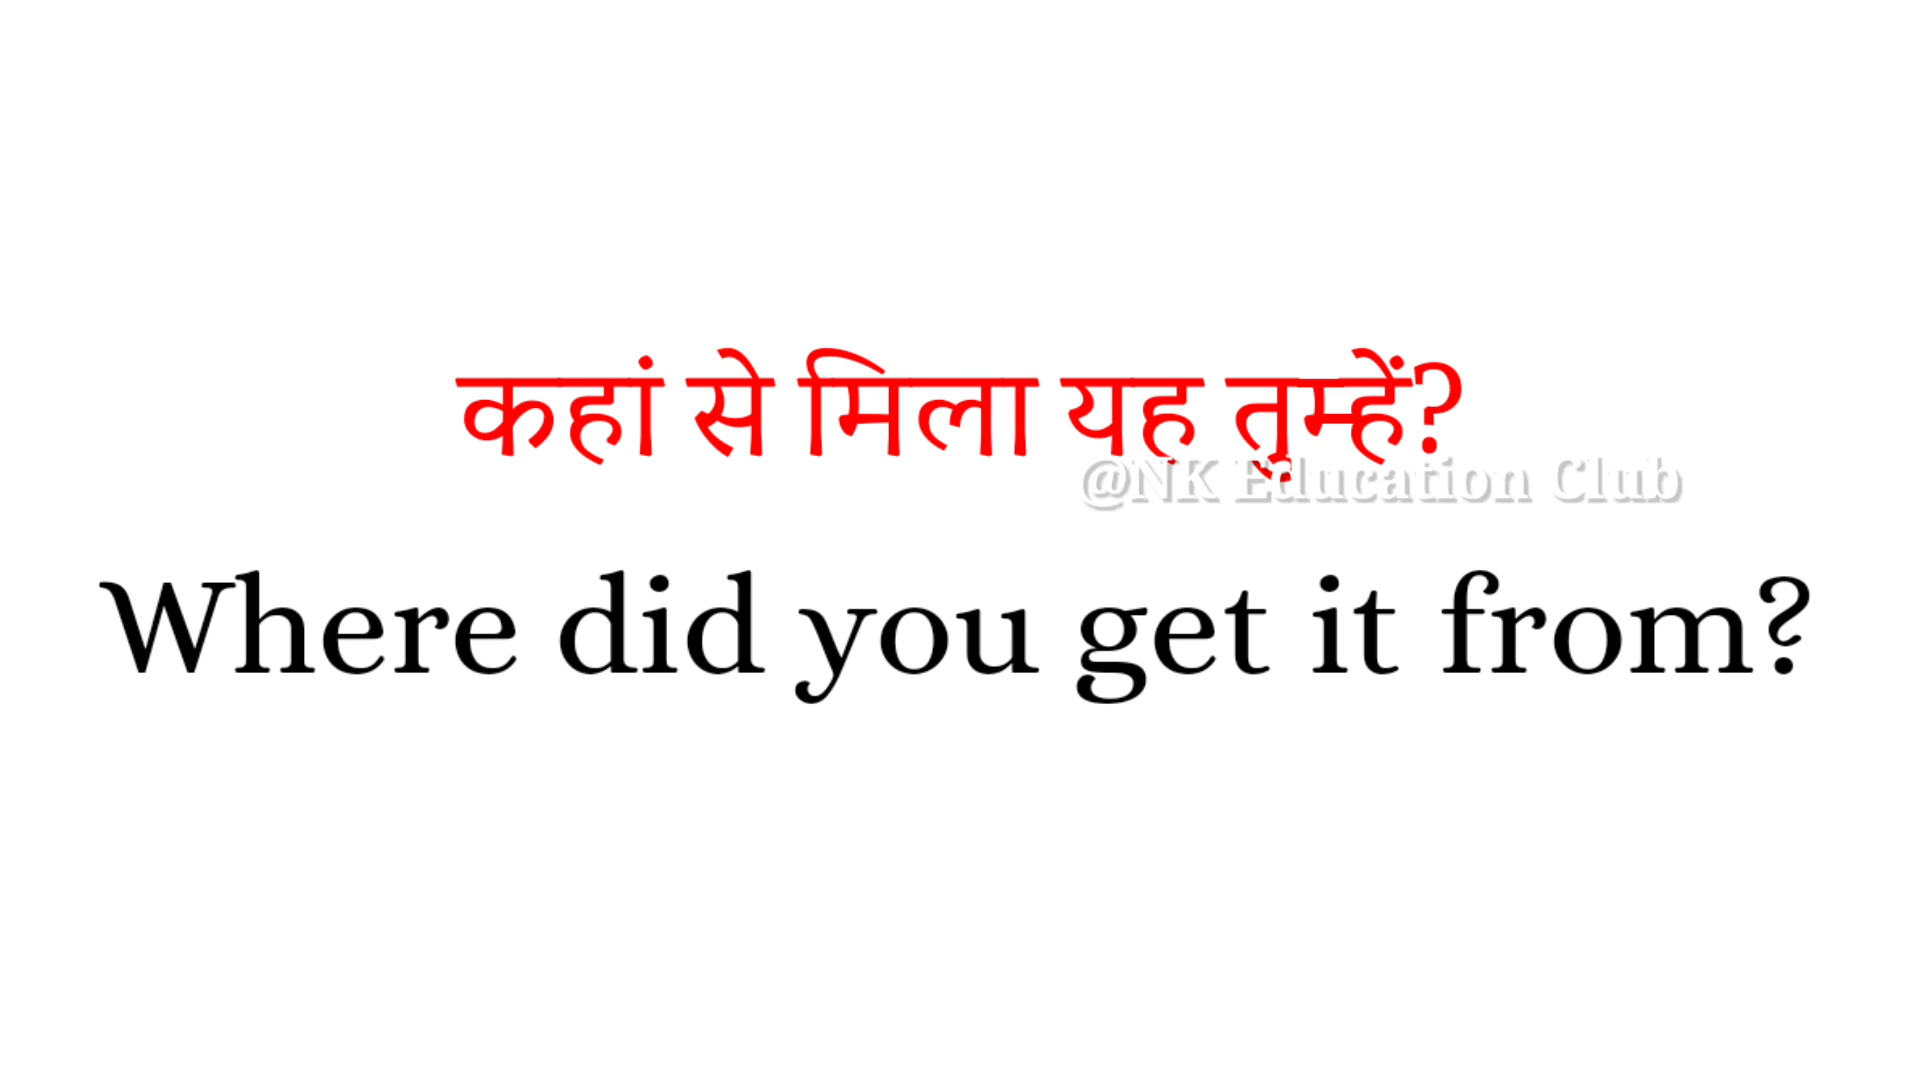 कहां से मिला यह तुम्हें?
@NK Education Club
Where did you get it from?